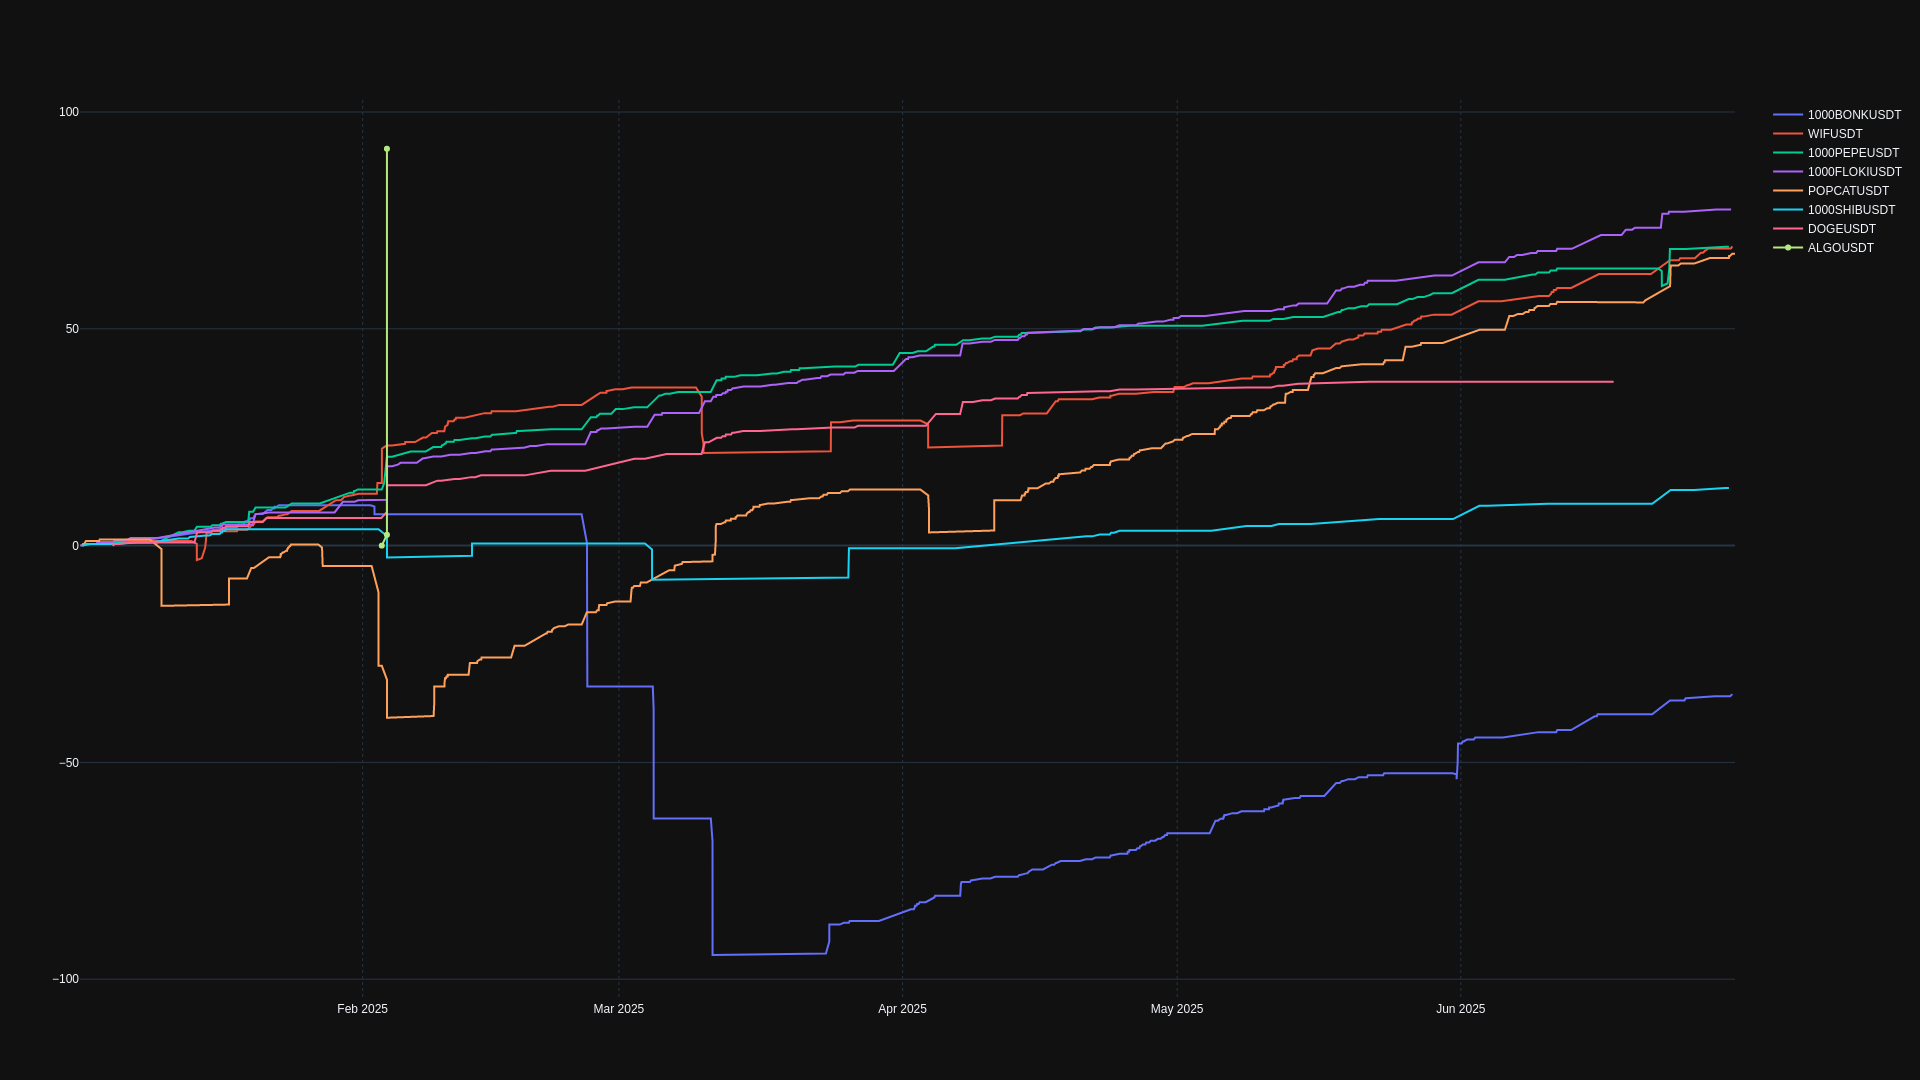 100
50
0
−50
−100
Feb 2025
Mar 2025
Apr 2025
May 2025
Jun 2025
1000BONKUSDT
WIFUSDT
1000PEPEUSDT
1000FLOKIUSDT
POPCATUSDT
1000SHIBUSDT
DOGEUSDT
ALGOUSDT